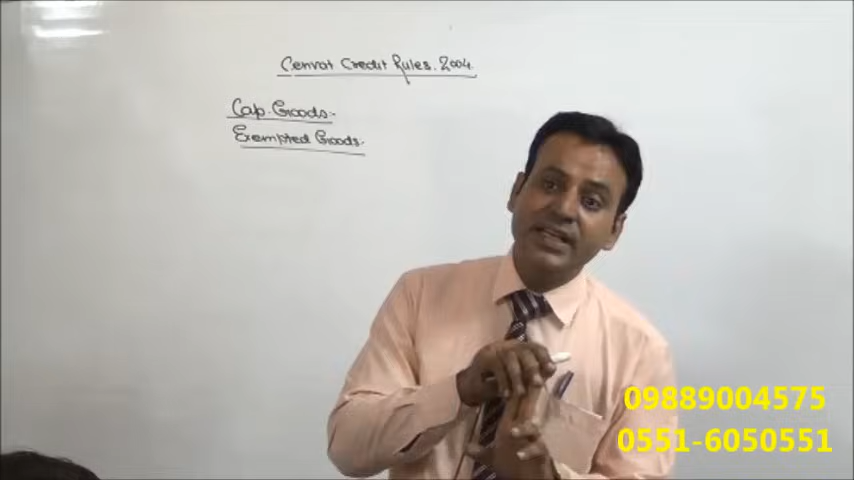 Cenvat Credit Rules. 2004.
Cap. Goods:-
Exempted Goods.
09889004575
0551-6050551